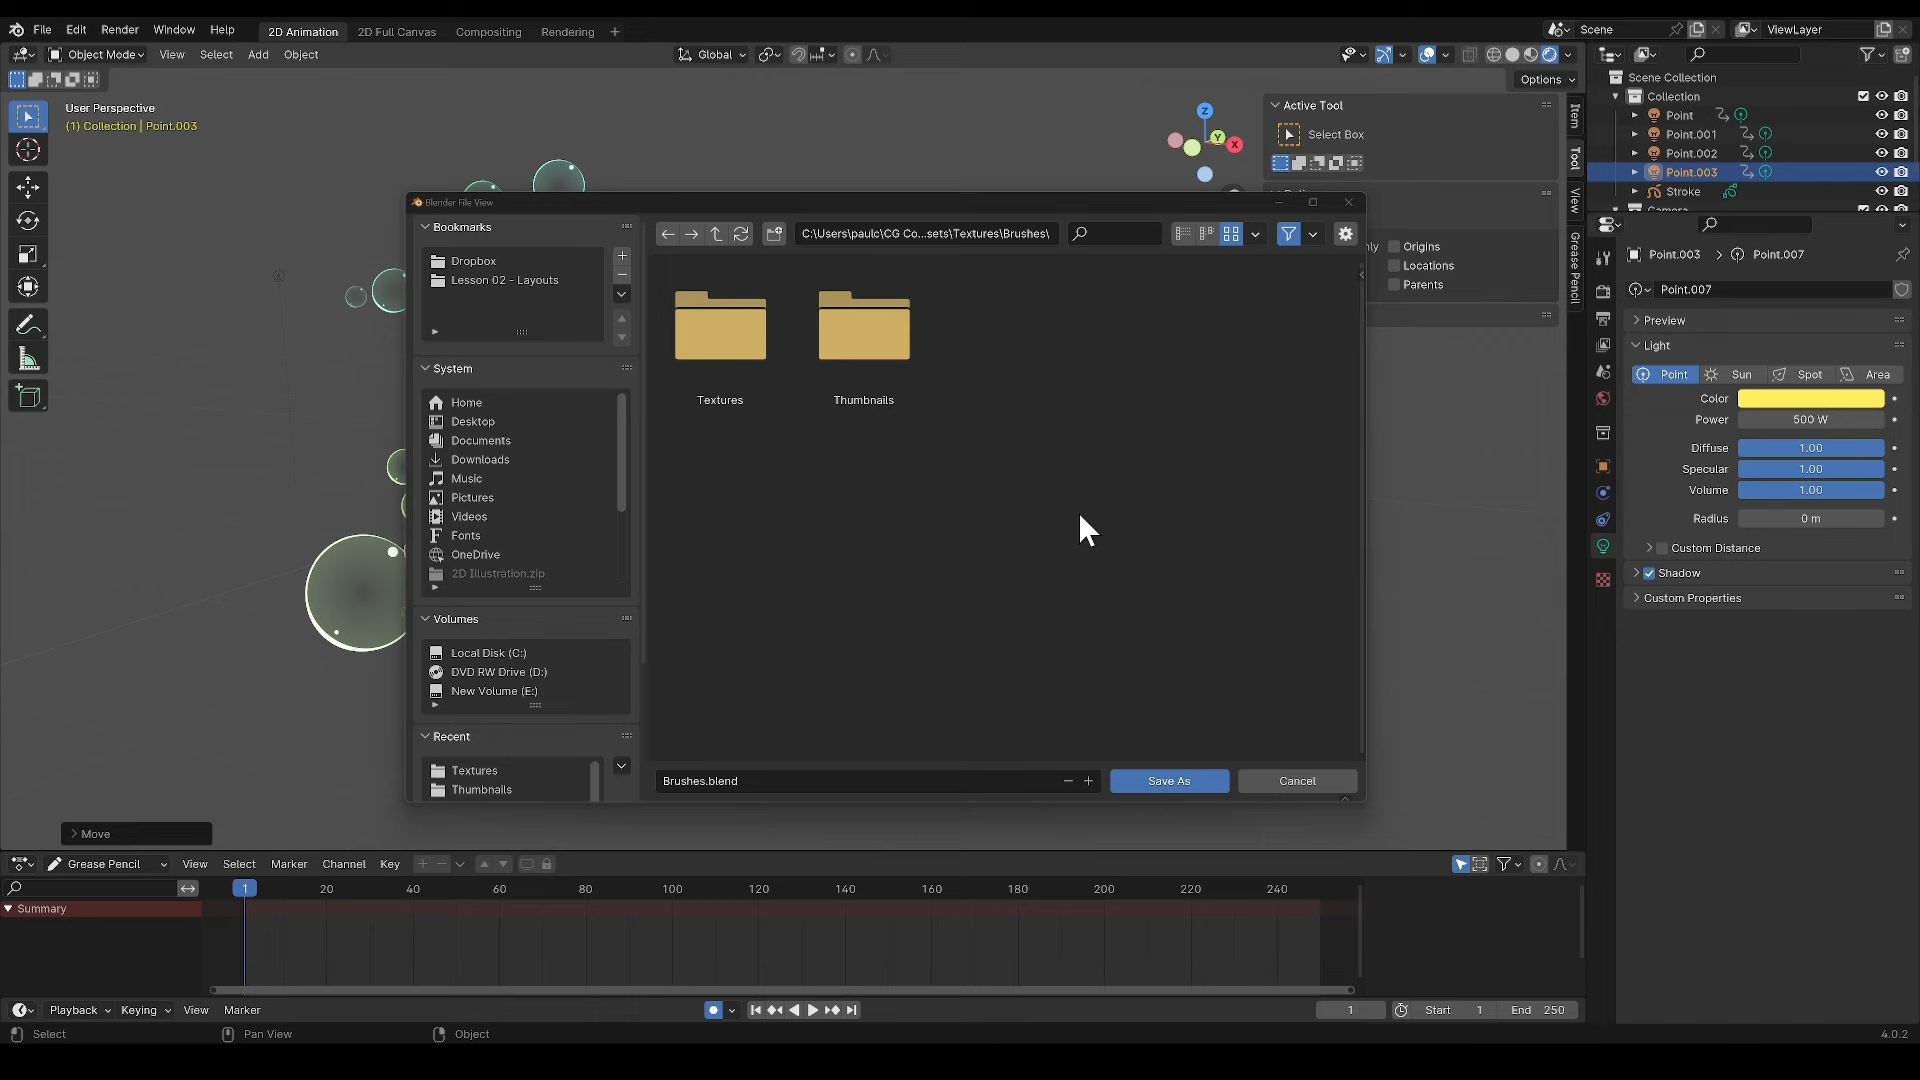 File Edit Render Window Help 2D Animation 2D Full Canvas Compositing Rendering + Scene ViewLayer
Object Mode View Select Add Object Global
Options
User Perspective
(1) Collection | Point.003
Active Tool
Select Box
Item
Tool
View
Grease Pencil
Origins
Locations
Parents
Z
Y
X
Scene Collection
Collection
Point
Point.001
Point.002
Point.003
Stroke
Point.003 > Point.007
Point.007
Preview
Light
Point Sun Spot Area
Color
Power 500 W
Diffuse 1.00
Specular 1.00
Volume 1.00
Radius 0 m
Custom Distance
Shadow
Custom Properties
Blender File View
Bookmarks
Dropbox
Lesson 02 - Layouts
System
Home
Desktop
Documents
Downloads
Music
Pictures
Videos
Fonts
OneDrive
2D Illustration.zip
Volumes
Local Disk (C:)
DVD RW Drive (D:)
New Volume (E:)
Recent
Textures
Thumbnails
C:\Users\paulc\CG Co...sets\Textures\Brushes\
Textures Thumbnails
Brushes.blend Save As Cancel
Move
Grease Pencil View Select Marker Channel Key
1 20 40 60 80 100 120 140 160 180 200 220 240
Summary
Playback Keying View Marker 1 Start 1 End 250
Select Pan View Object 4.0.2